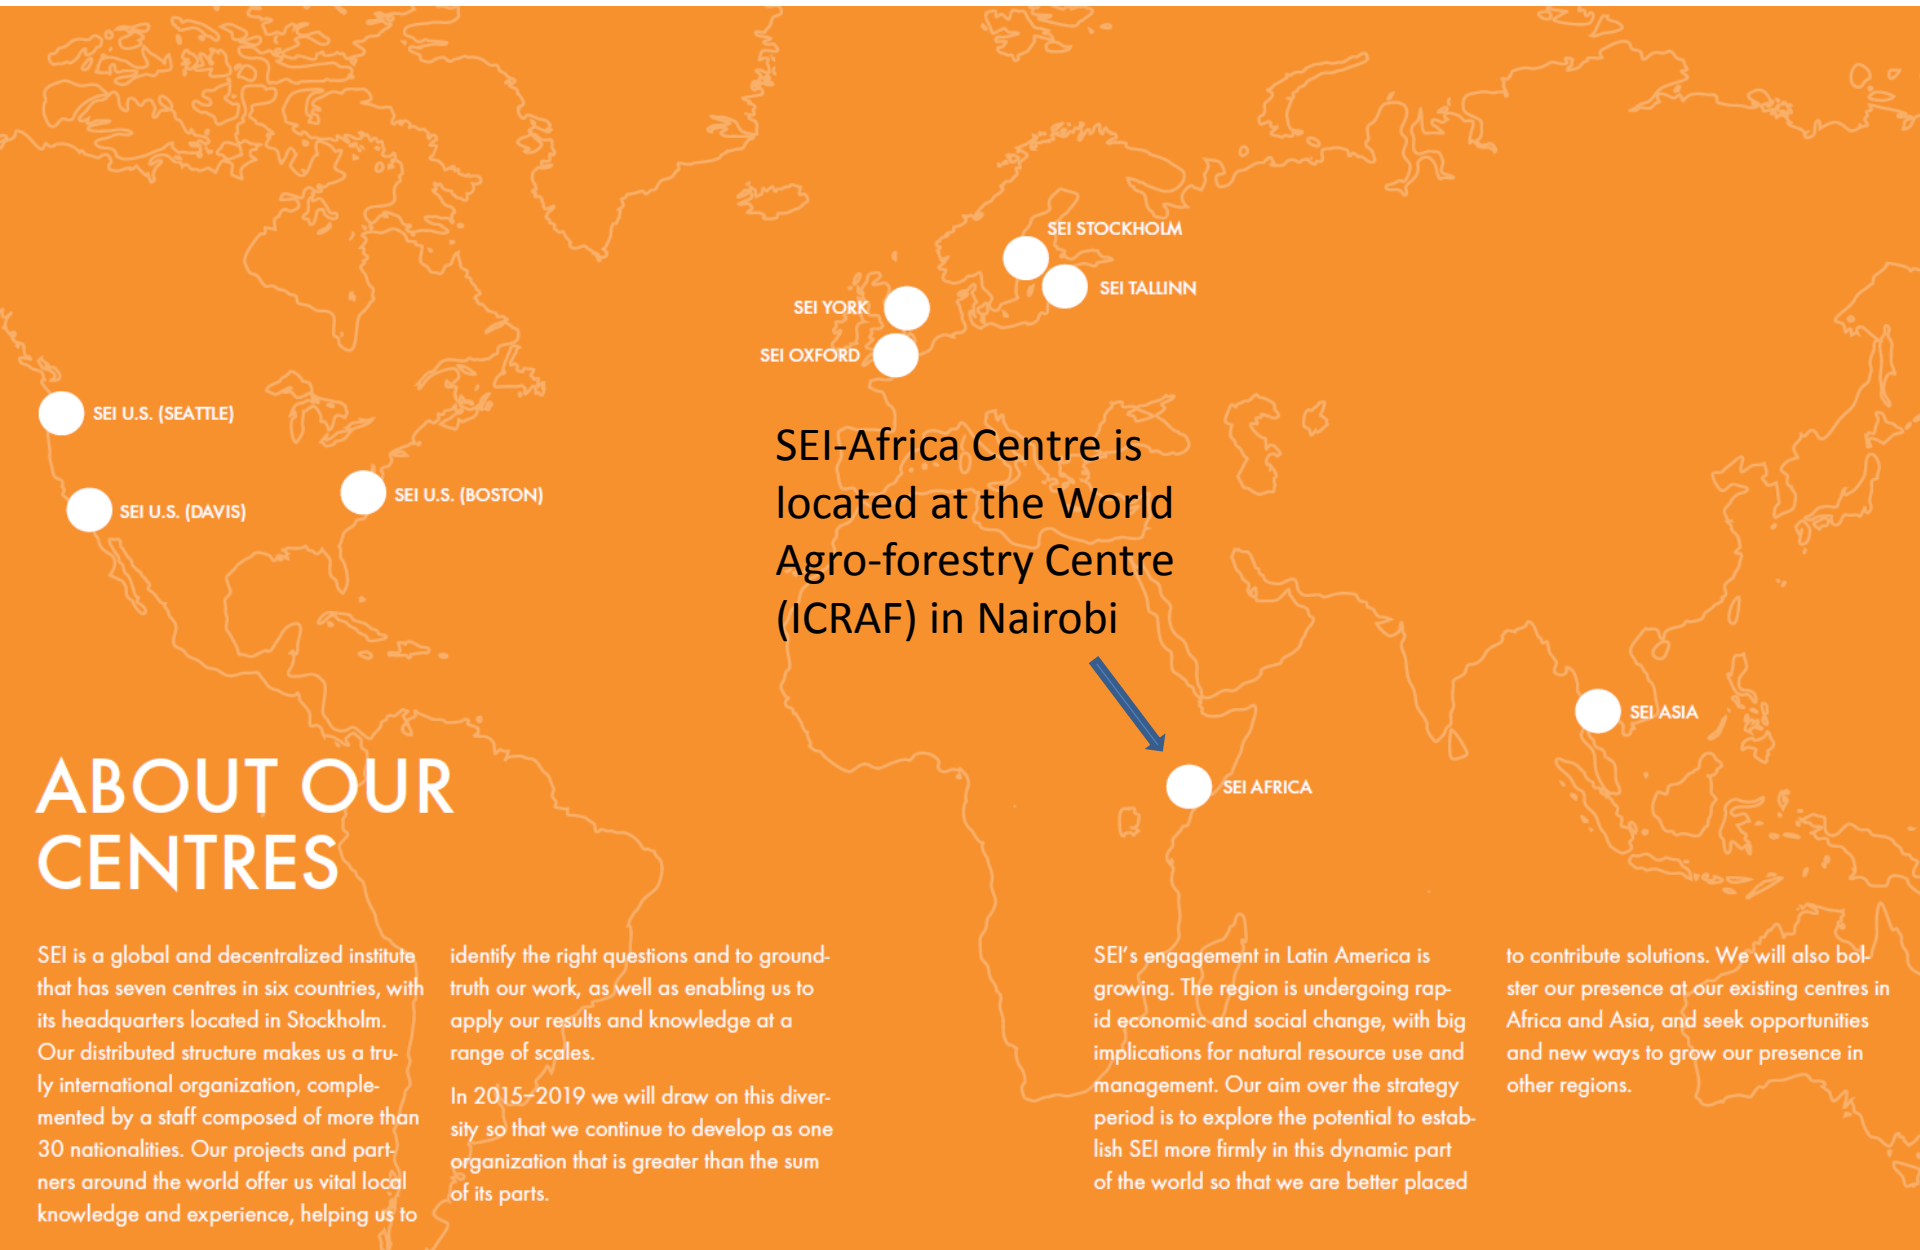 SEI STOCKHOLM
SEI TALLINN
SEI YORK
SEI OXFORD
SEI U.S. (SEATTLE)
SEI U.S. (BOSTON)
SEI U.S. (DAVIS)
SEI-Africa Centre is
located at the World
Agro-forestry Centre
(ICRAF) in Nairobi
SEI ASIA
SEI AFRICA
ABOUT OUR
CENTRES
SEI is a global and decentralized institute
that has seven centres in six countries, with
its headquarters located in Stockholm.
Our distributed structure makes us a tru-
ly international organization, comple-
mented by a staff composed of more than
30 nationalities. Our projects and part-
ners around the world offer us vital local
knowledge and experience, helping us to
identify the right questions and to ground-
truth our work, as well as enabling us to
apply our results and knowledge at a
range of scales.
In 2015–2019 we will draw on this diver-
sity so that we continue to develop as one
organization that is greater than the sum
of its parts.
SEI's engagement in Latin America is
growing. The region is undergoing rap-
id economic and social change, with big
implications for natural resource use and
management. Our aim over the strategy
period is to explore the potential to estab-
lish SEI more firmly in this dynamic part
of the world so that we are better placed
to contribute solutions. We will also bol-
ster our presence at our existing centres in
Africa and Asia, and seek opportunities
and new ways to grow our presence in
other regions.